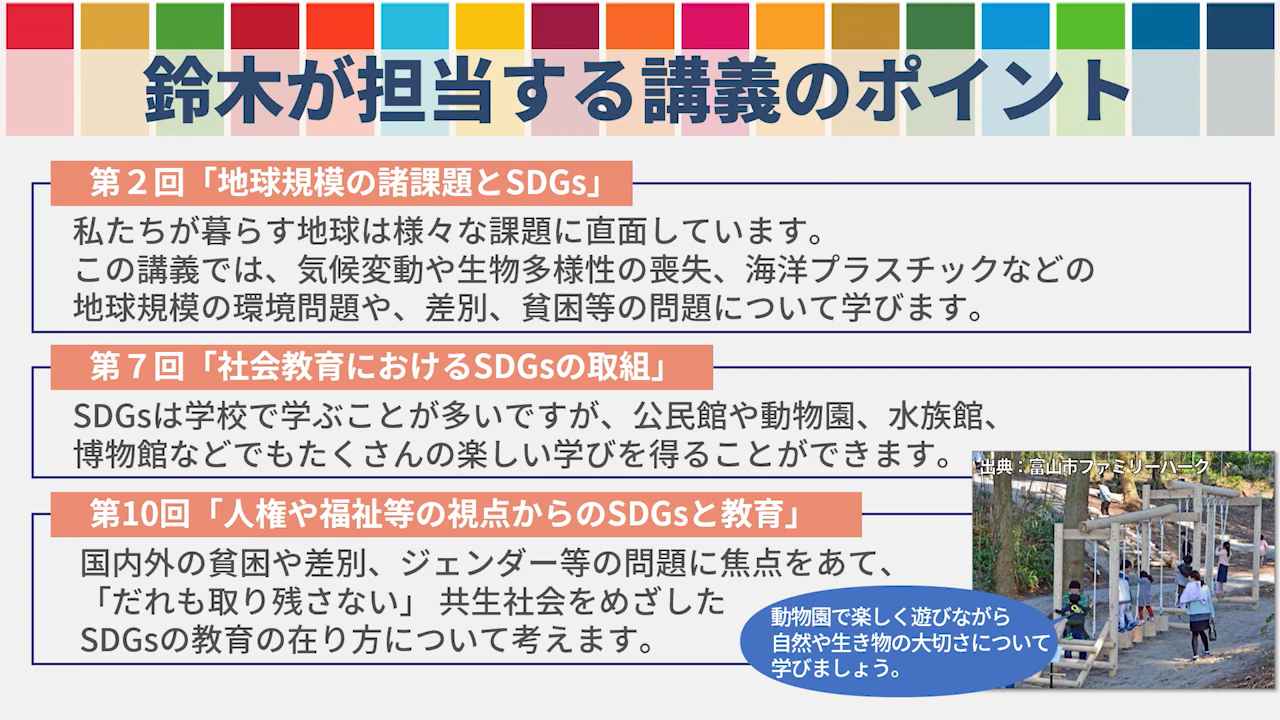 鈴木が担当する講義のポイント
第２回「地球規模の諸課題とSDGs」
私たちが暮らす地球は様々な課題に直面しています。
この講義では、気候変動や生物多様性の喪失、海洋プラスチックなどの
地球規模の環境問題や、差別、貧困等の問題について学びます。
第７回「社会教育におけるSDGsの取組」
SDGsは学校で学ぶことが多いですが、公民館や動物園、水族館、
博物館などでもたくさんの楽しい学びを得ることができます。
出典：富山市ファミリーパーク
第10回「人権や福祉等の視点からのSDGsと教育」
国内外の貧困や差別、ジェンダー等の問題に焦点をあて、
「だれも取り残さない」 共生社会をめざした
SDGsの教育の在り方について考えます。
動物園で楽しく遊びながら
自然や生き物の大切さについて
学びましょう。